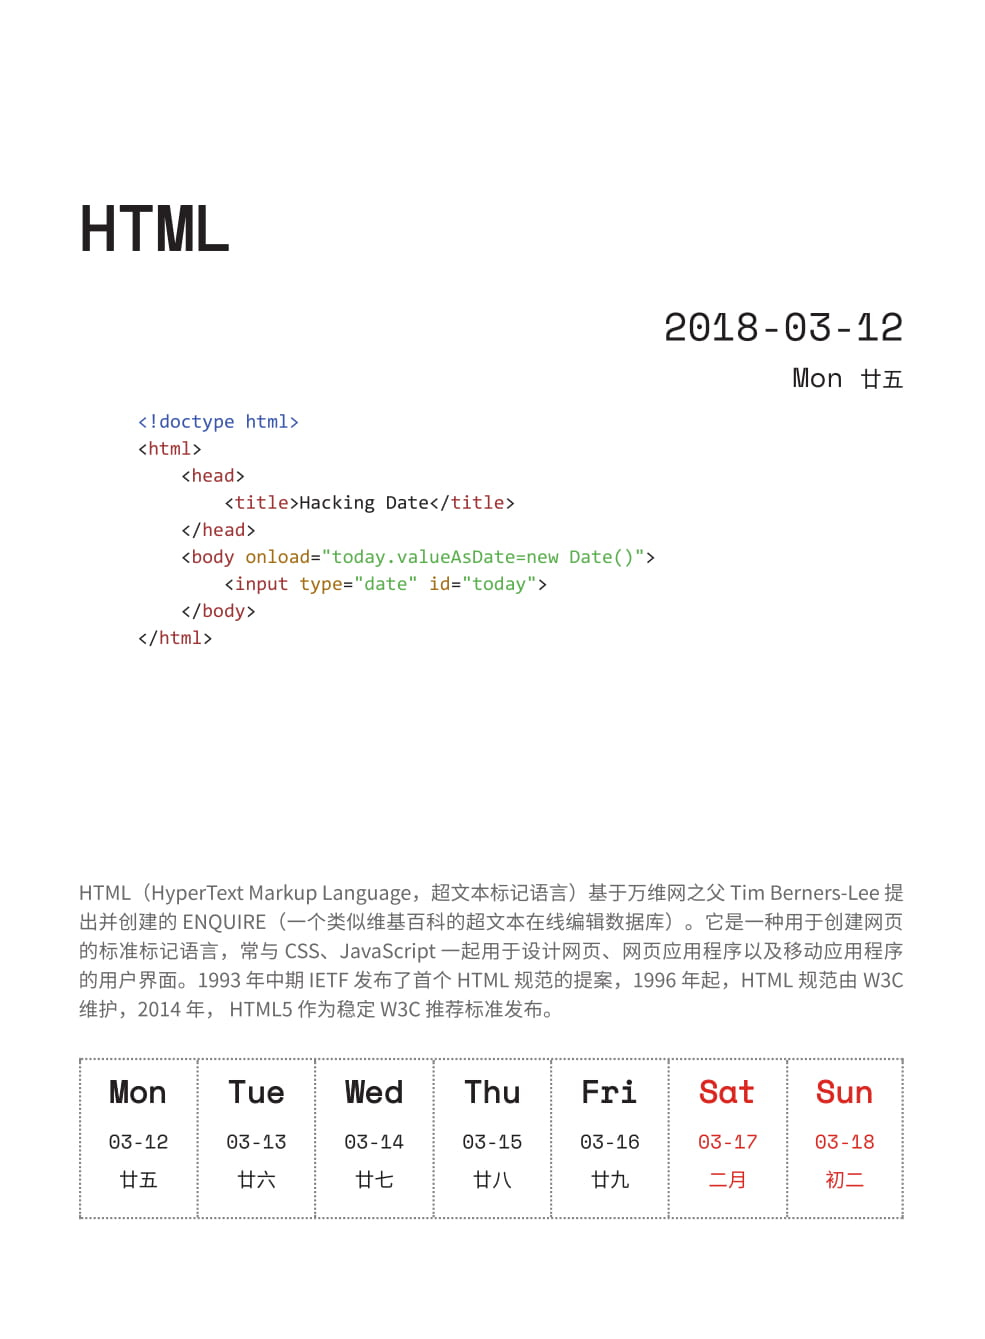 HTML
2018-03-12
Mon 廿五
<!doctype html>
<html>
    <head>
        <title>Hacking Date</title>
    </head>
    <body onload="today.valueAsDate=new Date()">
        <input type="date" id="today">
    </body>
</html>
HTML（HyperText Markup Language，超文本标记语言）基于万维网之父 Tim Berners-Lee 提
出并创建的 ENQUIRE（一个类似维基百科的超文本在线编辑数据库）。它是一种用于创建网页
的标准标记语言，常与 CSS、JavaScript 一起用于设计网页、网页应用程序以及移动应用程序
的用户界面。1993 年中期 IETF 发布了首个 HTML 规范的提案，1996 年起，HTML 规范由 W3C
维护，2014 年， HTML5 作为稳定 W3C 推荐标准发布。
Mon Tue Wed Thu Fri Sat Sun
03-12 03-13 03-14 03-15 03-16 03-17 03-18
廿五 廿六 廿七 廿八 廿九 二月 初二